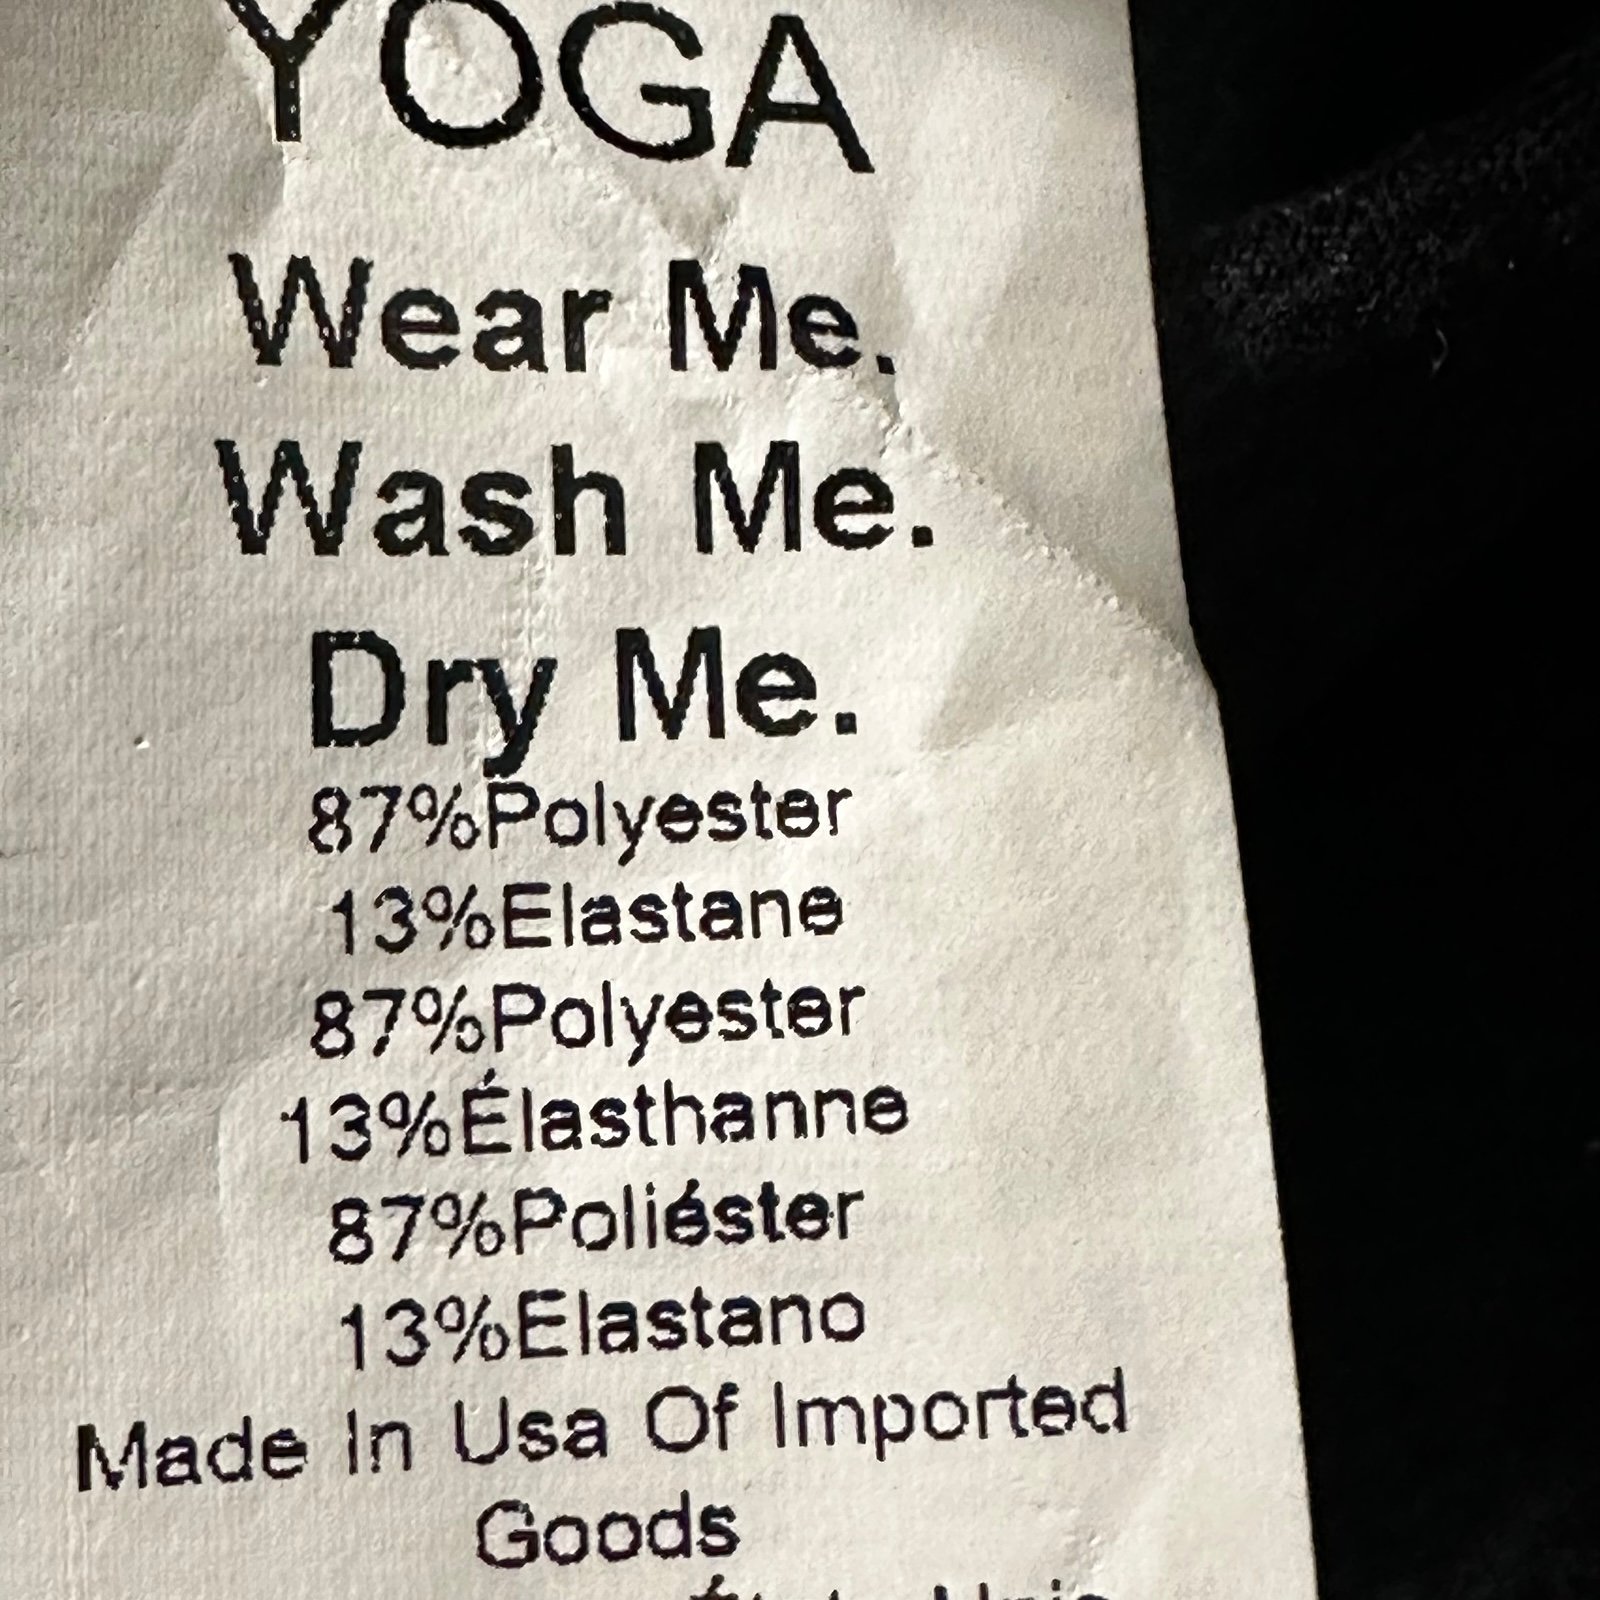 YOGA
Wear Me.
Wash Me.
Dry Me.
87%Polyester
13%Elastane
87%Polyester
13%Élasthanne
87%Poliéster
13%Elastano
Made In Usa Of Imported
Goods